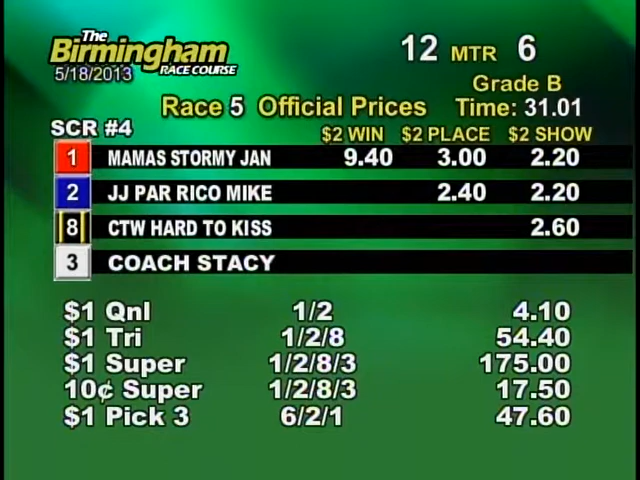 The
Birmingham
RACE COURSE
5/18/2013
12 MTR 6
Grade B
Race 5 Official Prices Time: 31.01
SCR #4
$2 WIN $2 PLACE $2 SHOW
1 MAMAS STORMY JAN 9.40 3.00 2.20
2 JJ PAR RICO MIKE 2.40 2.20
8 CTW HARD TO KISS 2.60
3 COACH STACY
$1 Qnl 1/2 4.10
$1 Tri 1/2/8 54.40
$1 Super 1/2/8/3 175.00
10¢ Super 1/2/8/3 17.50
$1 Pick 3 6/2/1 47.60